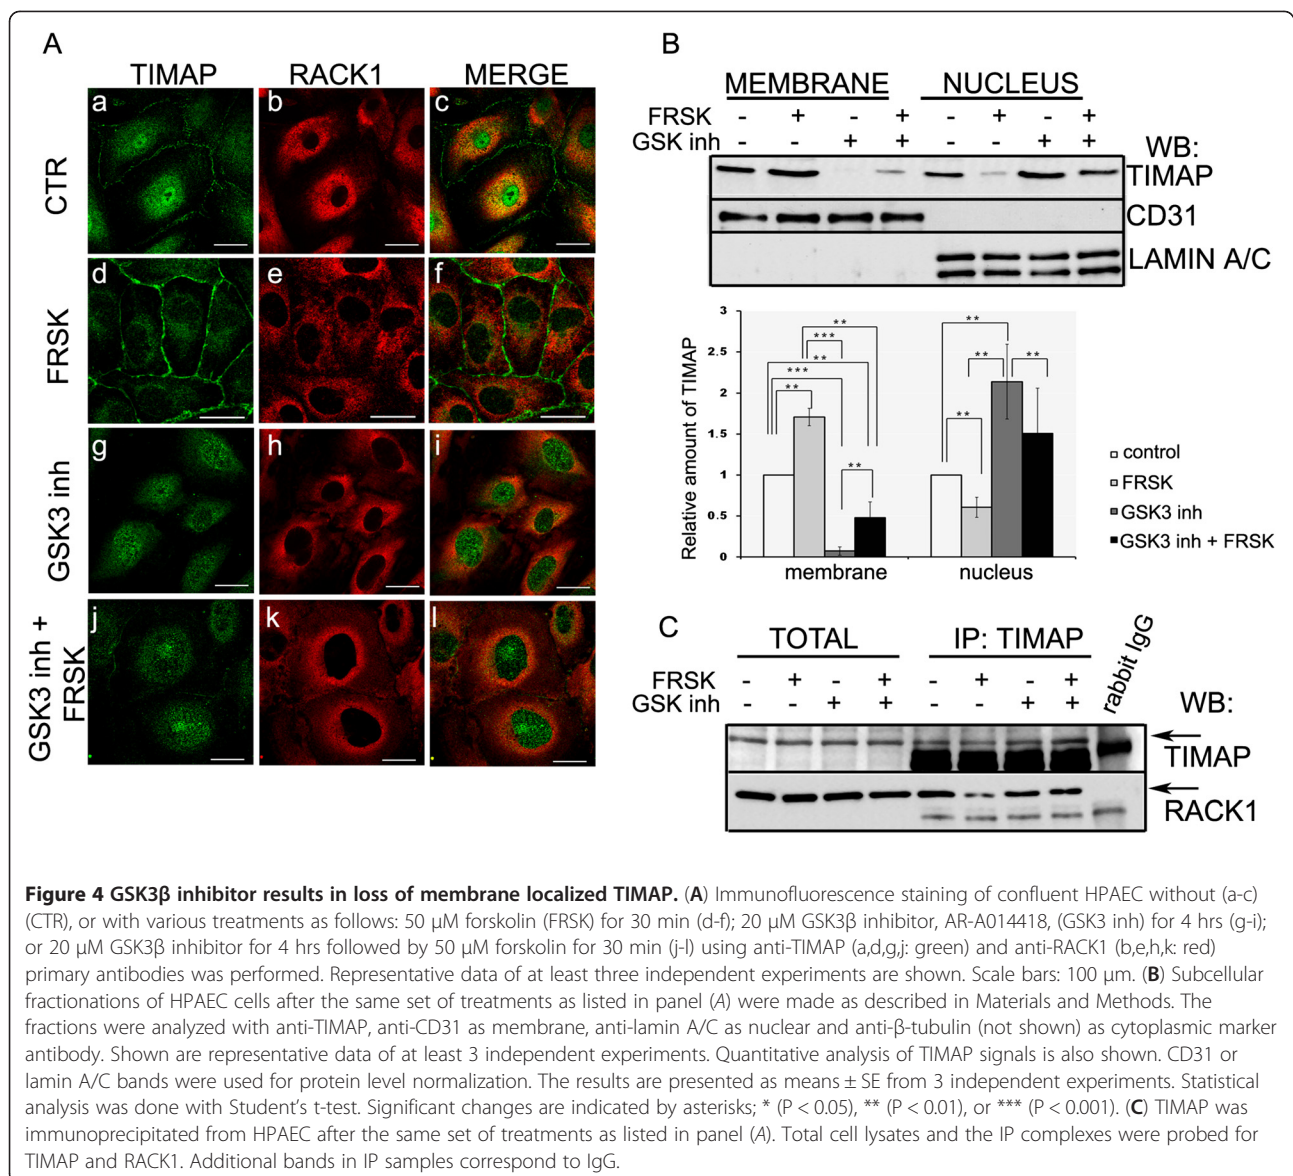 A
TIMAP RACK1 MERGE
CTR
a b c
FRSK
d e f
GSK3 inh
g h i
GSK3 inh +
FRSK
j k l
B
MEMBRANE NUCLEUS
FRSK - + - + - + - +
GSK inh - - + + - - + +
WB:
TIMAP
CD31
LAMIN A/C
Relative amount of TIMAP
3
2.5
2
1.5
1
0.5
0
** *** ** *** ** **
** ** ** **
membrane nucleus
control
FRSK
GSK3 inh
GSK3 inh + FRSK
C
TOTAL IP: TIMAP rabbit IgG
FRSK - + - + - + - +
GSK inh - - + + - - + +
WB:
TIMAP
RACK1
Figure 4 GSK3β inhibitor results in loss of membrane localized TIMAP. (A) Immunofluorescence staining of confluent HPAEC without (a-c)
(CTR), or with various treatments as follows: 50 μM forskolin (FRSK) for 30 min (d-f); 20 μM GSK3β inhibitor, AR-A014418, (GSK3 inh) for 4 hrs (g-i);
or 20 μM GSK3β inhibitor for 4 hrs followed by 50 μM forskolin for 30 min (j-l) using anti-TIMAP (a,d,g,j: green) and anti-RACK1 (b,e,h,k: red)
primary antibodies was performed. Representative data of at least three independent experiments are shown. Scale bars: 100 μm. (B) Subcellular
fractionations of HPAEC cells after the same set of treatments as listed in panel (A) were made as described in Materials and Methods. The
fractions were analyzed with anti-TIMAP, anti-CD31 as membrane, anti-lamin A/C as nuclear and anti-β-tubulin (not shown) as cytoplasmic marker
antibody. Shown are representative data of at least 3 independent experiments. Quantitative analysis of TIMAP signals is also shown. CD31 or
lamin A/C bands were used for protein level normalization. The results are presented as means ± SE from 3 independent experiments. Statistical
analysis was done with Student's t-test. Significant changes are indicated by asterisks; * (P < 0.05), ** (P < 0.01), or *** (P < 0.001). (C) TIMAP was
immunoprecipitated from HPAEC after the same set of treatments as listed in panel (A). Total cell lysates and the IP complexes were probed for
TIMAP and RACK1. Additional bands in IP samples correspond to IgG.